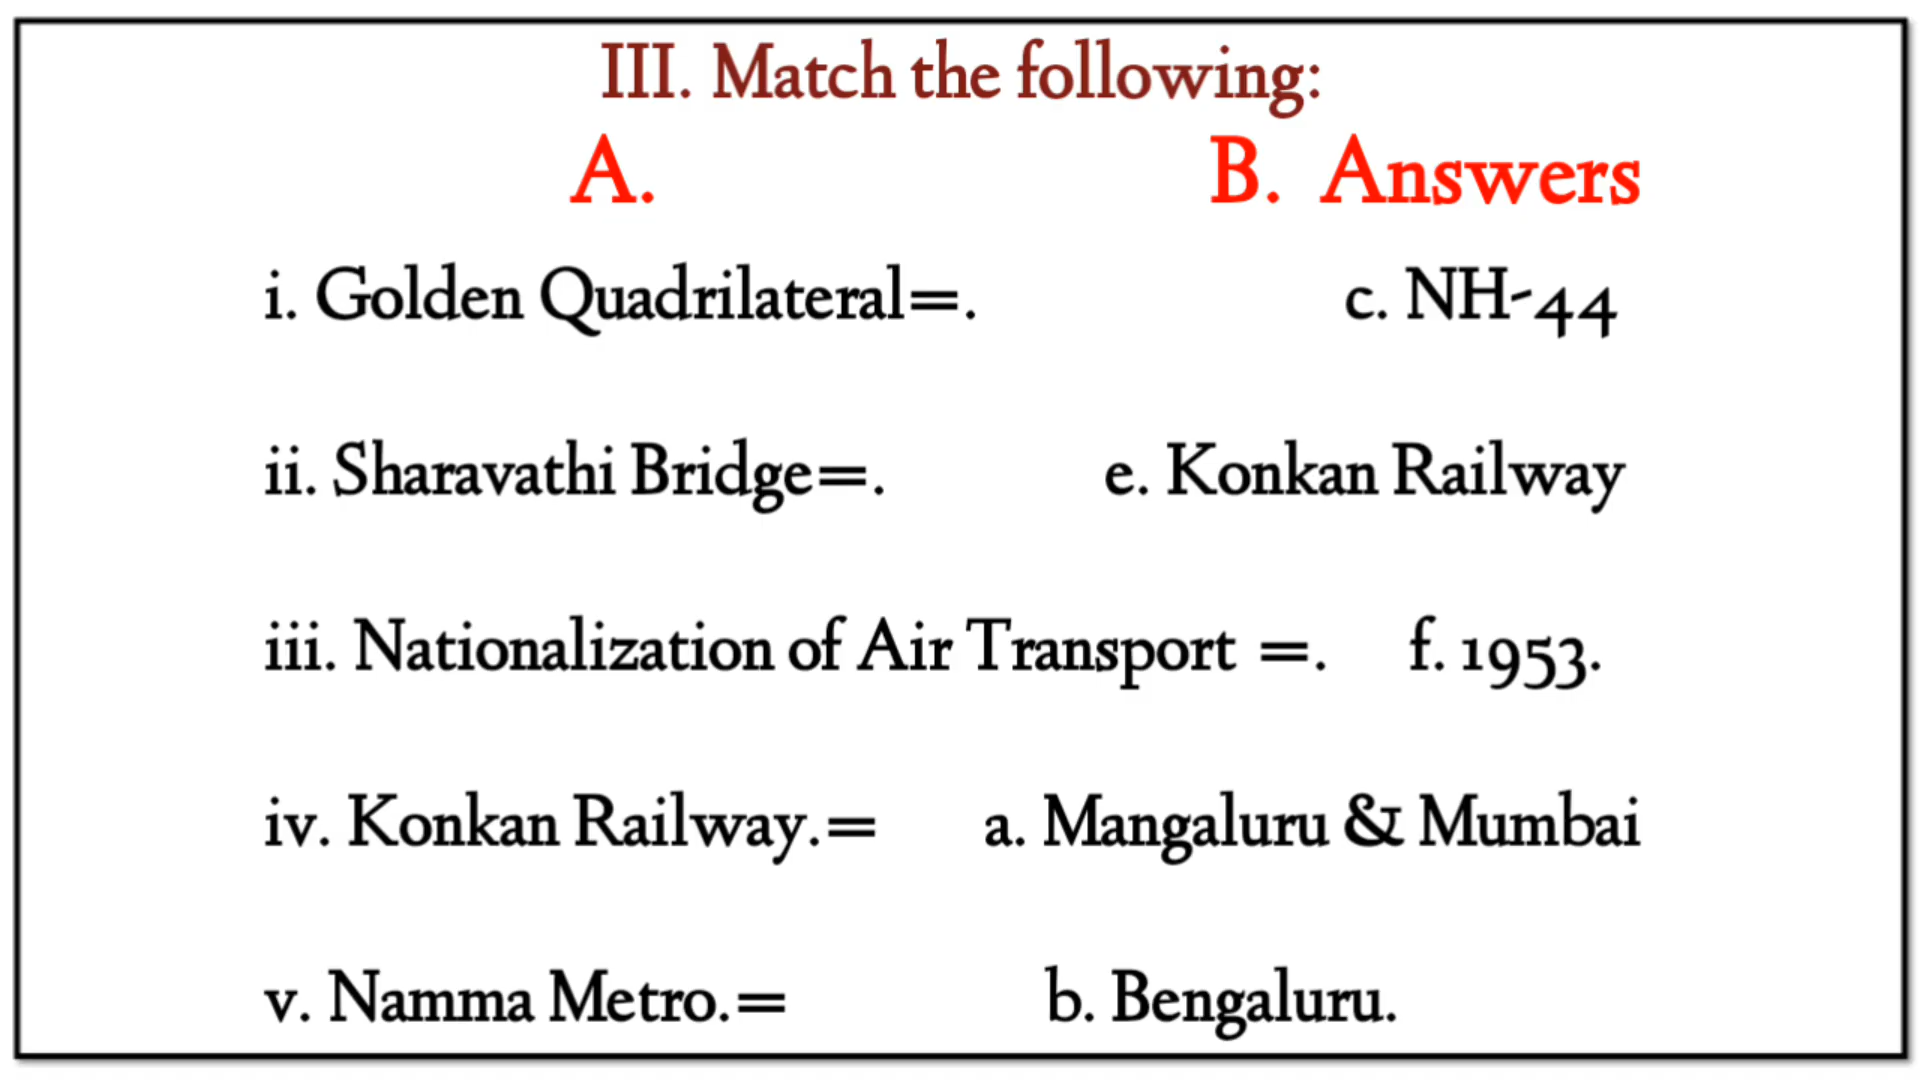 III. Match the following:
A. B. Answers
i. Golden Quadrilateral=. c. NH-44
ii. Sharavathi Bridge=. e. Konkan Railway
iii. Nationalization of Air Transport =. f. 1953.
iv. Konkan Railway.= a. Mangaluru & Mumbai
v. Namma Metro.= b. Bengaluru.